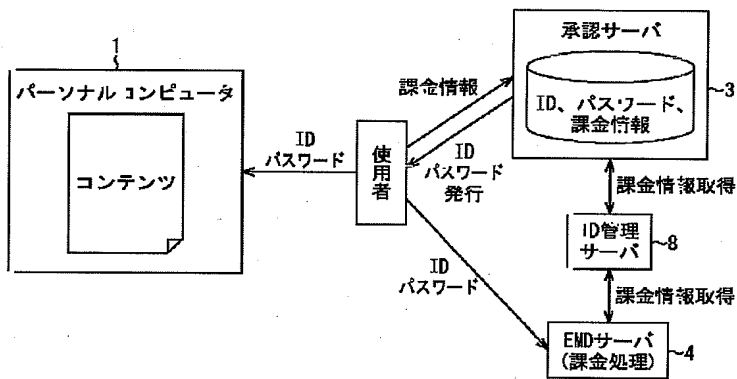 1
パーソナルコンピュータ
コンテンツ
ID
パスワード
使用者
課金情報
ID
パスワード
発行
承認サーバ
ID、パスワード、
課金情報
3
課金情報取得
ID管理
サーバ
8
課金情報取得
ID
パスワード
EMDサーバ
(課金処理)
4